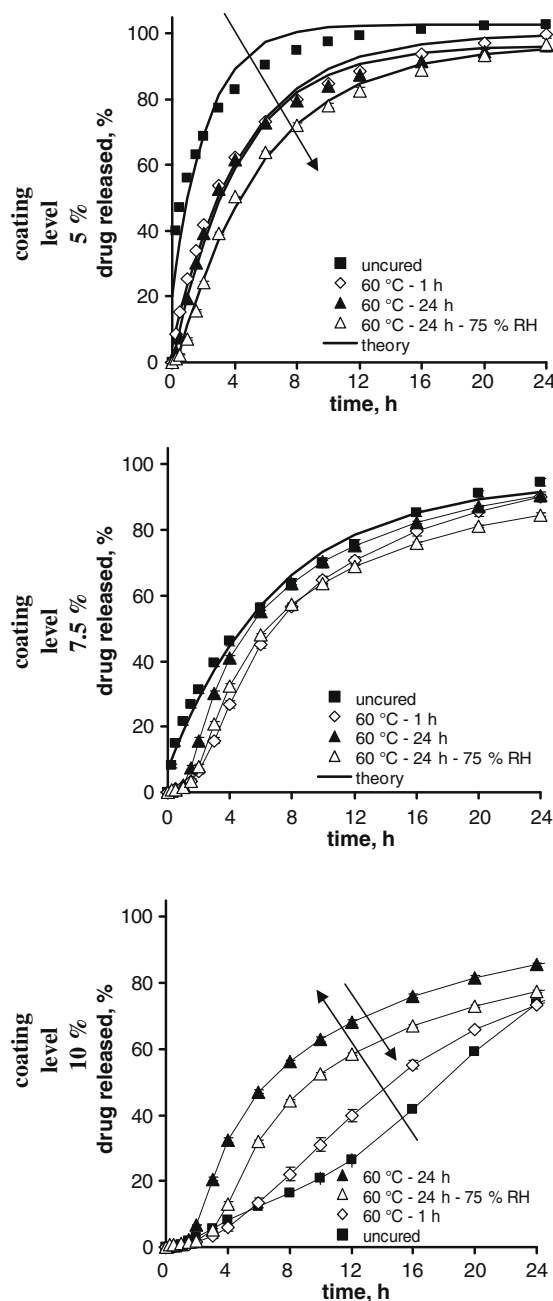 coating
level
5 %
drug released, %
100
80
60
40
20
0
■ uncured
◇ 60 °C - 1 h
▲ 60 °C - 24 h
△ 60 °C - 24 h - 75 % RH
— theory
0 4 8 12 16 20 24
time, h
coating
level
7.5 %
drug released, %
100
80
60
40
20
0
■ uncured
◇ 60 °C - 1 h
▲ 60 °C - 24 h
△ 60 °C - 24 h - 75 % RH
— theory
0 4 8 12 16 20 24
time, h
coating
level
10 %
drug released, %
100
80
60
40
20
0
▲ 60 °C - 24 h
△ 60 °C - 24 h - 75 % RH
◇ 60 °C - 1 h
■ uncured
0 4 8 12 16 20 24
time, h